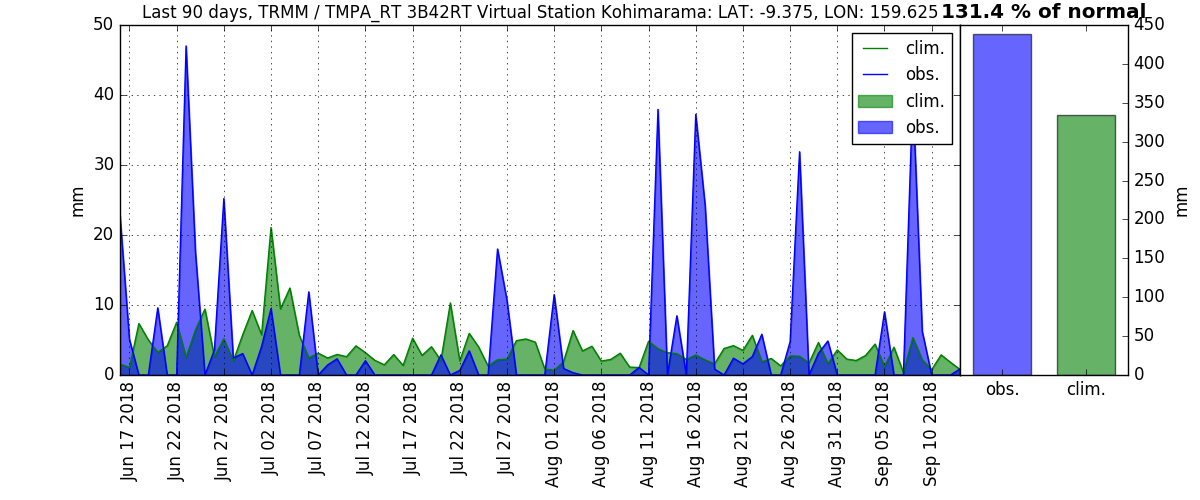 Last 90 days, TRMM / TMPA_RT 3B42RT Virtual Station Kohimarama: LAT: -9.375, LON: 159.625 131.4 % of normal
50
40
30
20
10
0
mm
clim.
obs.
clim.
obs.
450
400
350
300
250
200
150
100
50
0
mm
obs. clim.
Jun 17 2018
Jun 22 2018
Jun 27 2018
Jul 02 2018
Jul 07 2018
Jul 12 2018
Jul 17 2018
Jul 22 2018
Jul 27 2018
Aug 01 2018
Aug 06 2018
Aug 11 2018
Aug 16 2018
Aug 21 2018
Aug 26 2018
Aug 31 2018
Sep 05 2018
Sep 10 2018